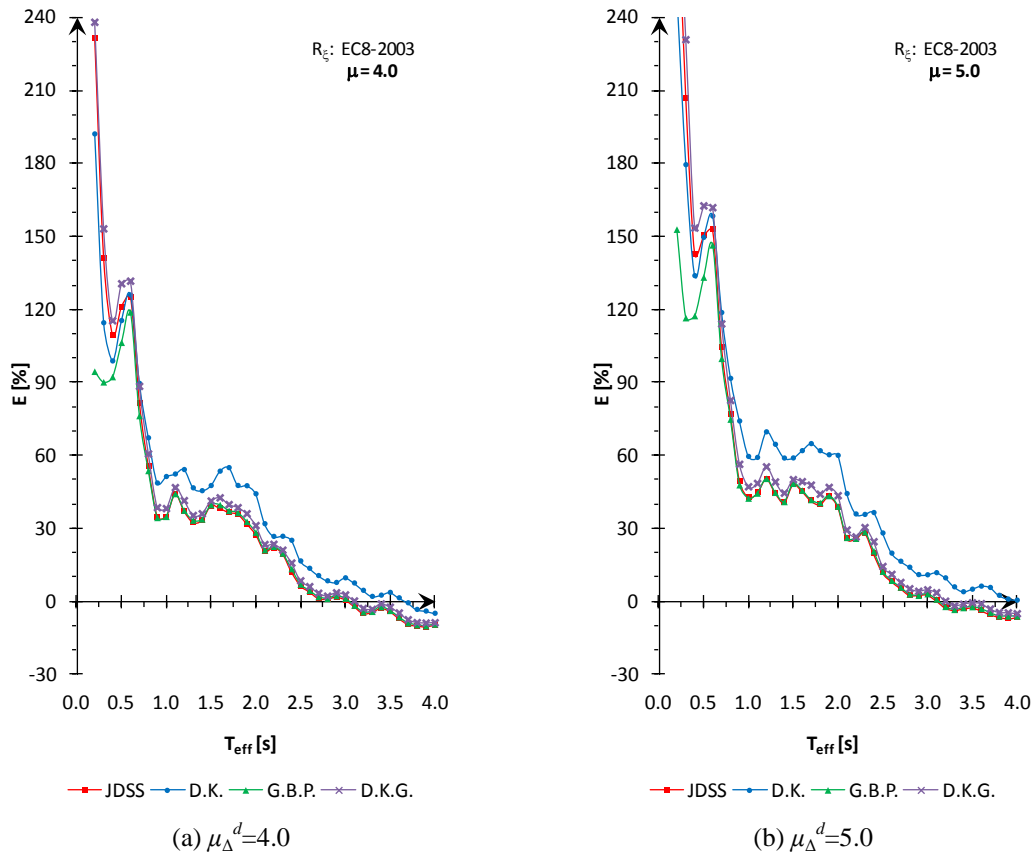 240
210
180
150
120
90
60
30
0
-30
E [%]
R_ξ: EC8-2003
μ = 4.0
0.0 0.5 1.0 1.5 2.0 2.5 3.0 3.5 4.0
T_eff [s]
JDSS D.K. G.B.P. D.K.G.
(a) μ_Δ^d=4.0
240
210
180
150
120
90
60
30
0
-30
E [%]
R_ξ: EC8-2003
μ = 5.0
0.0 0.5 1.0 1.5 2.0 2.5 3.0 3.5 4.0
T_eff [s]
JDSS D.K. G.B.P. D.K.G.
(b) μ_Δ^d=5.0